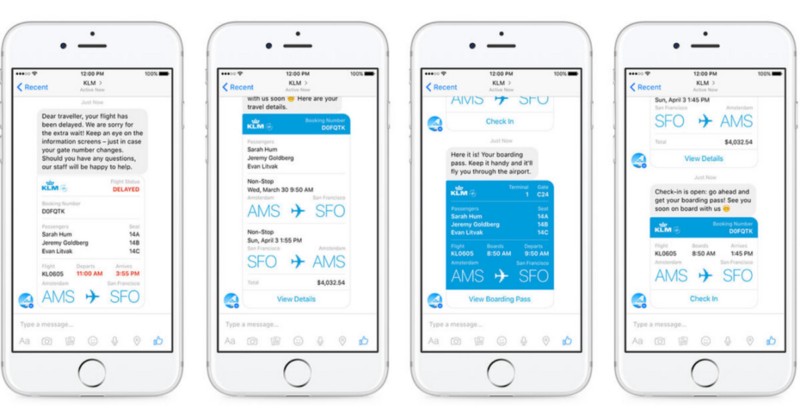 12:00 PM
100%
Recent
KLM
Active Now
Just Now
Dear traveller, your flight has
been delayed. We are sorry for
the extra wait! Keep an eye on the
information screens – just in case
your gate number changes.
Should you have any questions,
our staff will be happy to help.
KLM
Flight Status
DELAYED
Booking Number
D0FQTK
Passengers Seat
Sarah Hum 14A
Jeremy Goldberg 14B
Evan Litvak 14C
Flight Departs Arrives
KL0605 11:00 AM 3:55 PM
Amsterdam San Francisco
AMS SFO
Type a message...
Aa
12:00 PM
100%
Recent
KLM
Active Now
with us soon 😊 Here are your
travel details.
KLM
Booking Number
D0FQTK
Passengers
Sarah Hum
Jeremy Goldberg
Evan Litvak
Non-Stop
Wed, March 30 9:50 AM
Amsterdam San Francisco
AMS SFO
Non-Stop
Sun, April 3 1:55 PM
San Francisco Amsterdam
SFO AMS
Total $4,032.54
View Details
Type a message...
Aa
12:00 PM
100%
Recent
KLM
Active Now
AMS SFO
Check In
Just Now
Here it is! Your boarding
pass. Keep it handy and it'll
fly you through the airport.
KLM
Terminal Gate
1 C24
Passengers Seat
Sarah Hum 14A
Jeremy Goldberg 14B
Evan Litvak 14C
Flight Boards Departs
KL0605 8:50 AM 9:50 AM
Amsterdam San Francisco
AMS SFO
View Boarding Pass
Type a message...
Aa
12:00 PM
100%
Recent
KLM
Active Now
Sun, April 3 1:45 PM
San Francisco Amsterdam
SFO AMS
Total $4,032.54
View Details
Just Now
Check-in is open: go ahead and
get your boarding pass! See you
soon on board with us 😊
KLM
Booking Number
D0FQTK
Flight Boards Arrives
KL0605 8:50 AM 1:45 PM
Amsterdam San Francisco
AMS SFO
Check In
Type a message...
Aa